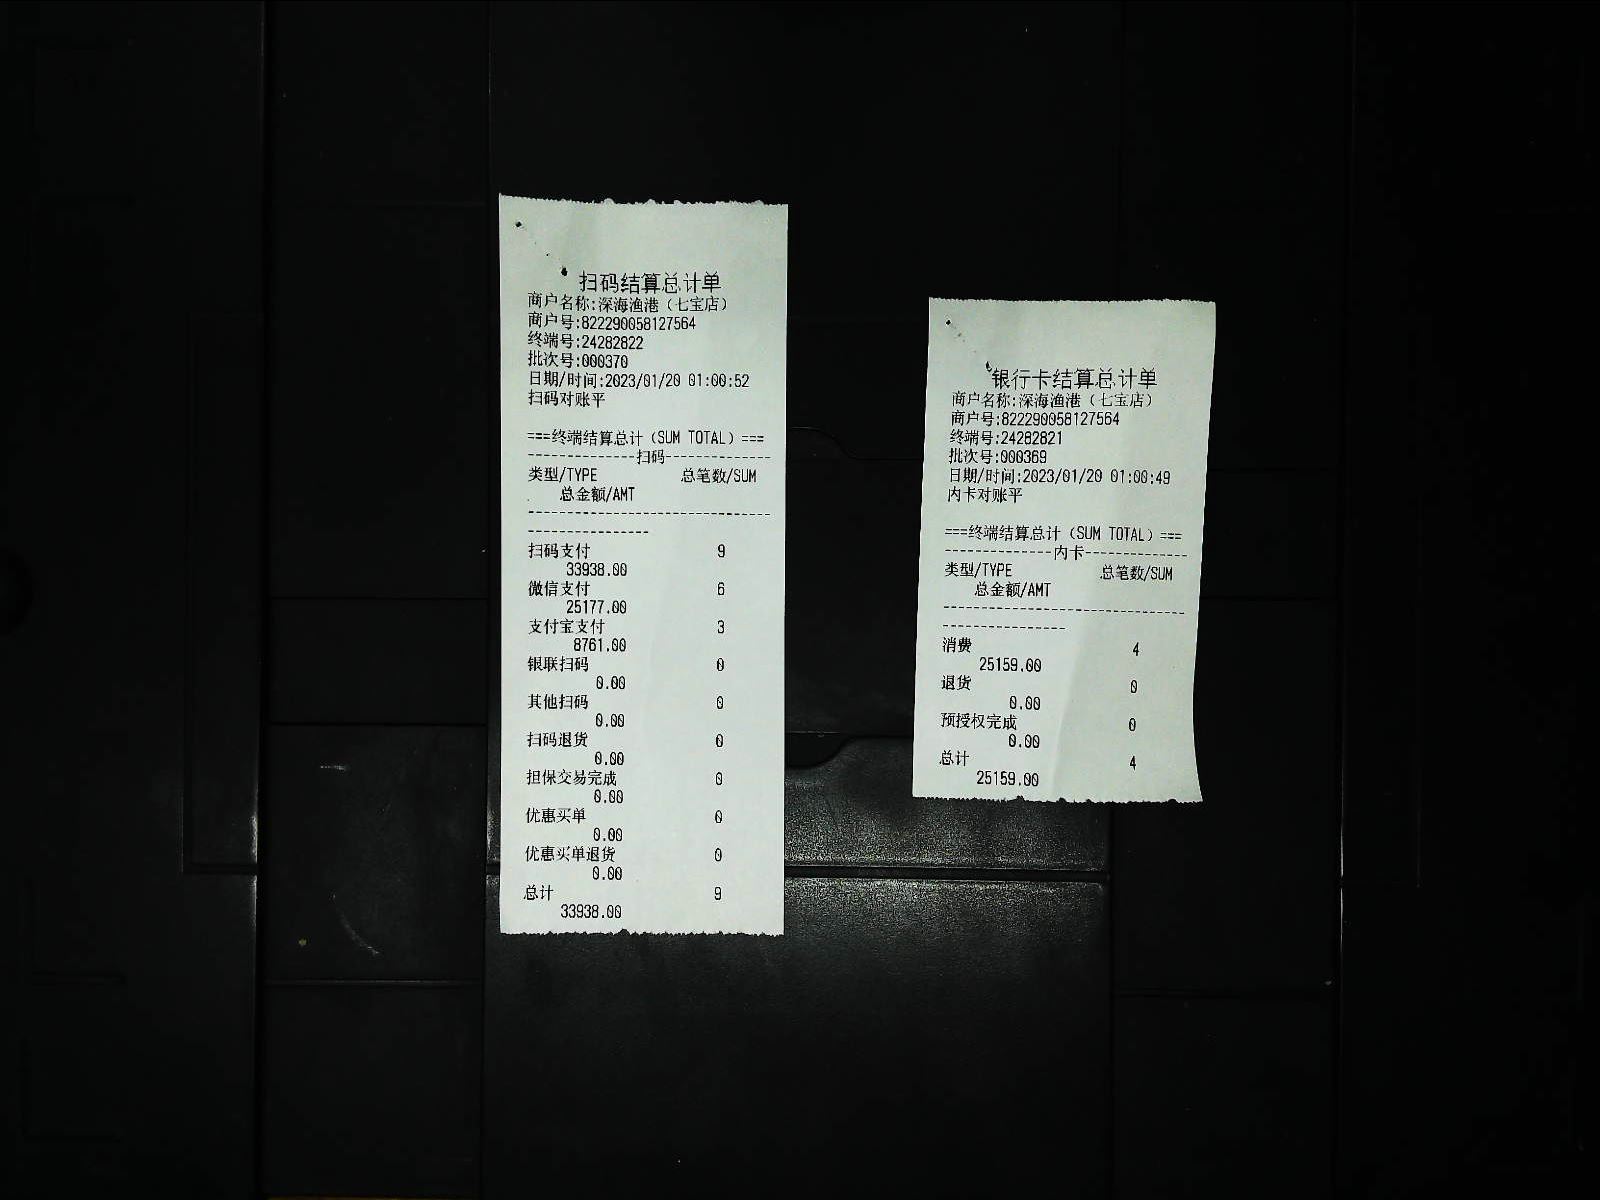 扫码结算总计单
商户名称:深海渔港（七宝店）
商户号:822290058127564
终端号:24282822
批次号:000370
日期/时间:2023/01/20 01:00:52
扫码对账平
===终端结算总计（SUM TOTAL）===
--------------扫码--------------
类型/TYPE 总笔数/SUM
总金额/AMT
--------------------------------
----------------
扫码支付 9
33938.00
微信支付 6
25177.00
支付宝支付 3
8761.00
银联扫码 0
0.00
其他扫码 0
0.00
扫码退货 0
0.00
担保交易完成 0
0.00
优惠买单 0
0.00
优惠买单退货 0
0.00
总计 9
33938.00
银行卡结算总计单
商户名称:深海渔港（七宝店）
商户号:822290058127564
终端号:24282821
批次号:000369
日期/时间:2023/01/20 01:00:49
内卡对账平
===终端结算总计（SUM TOTAL）===
--------------内卡--------------
类型/TYPE 总笔数/SUM
总金额/AMT
--------------------------------
----------------
消费 4
25159.00
退货 0
0.00
预授权完成 0
0.00
总计 4
25159.00